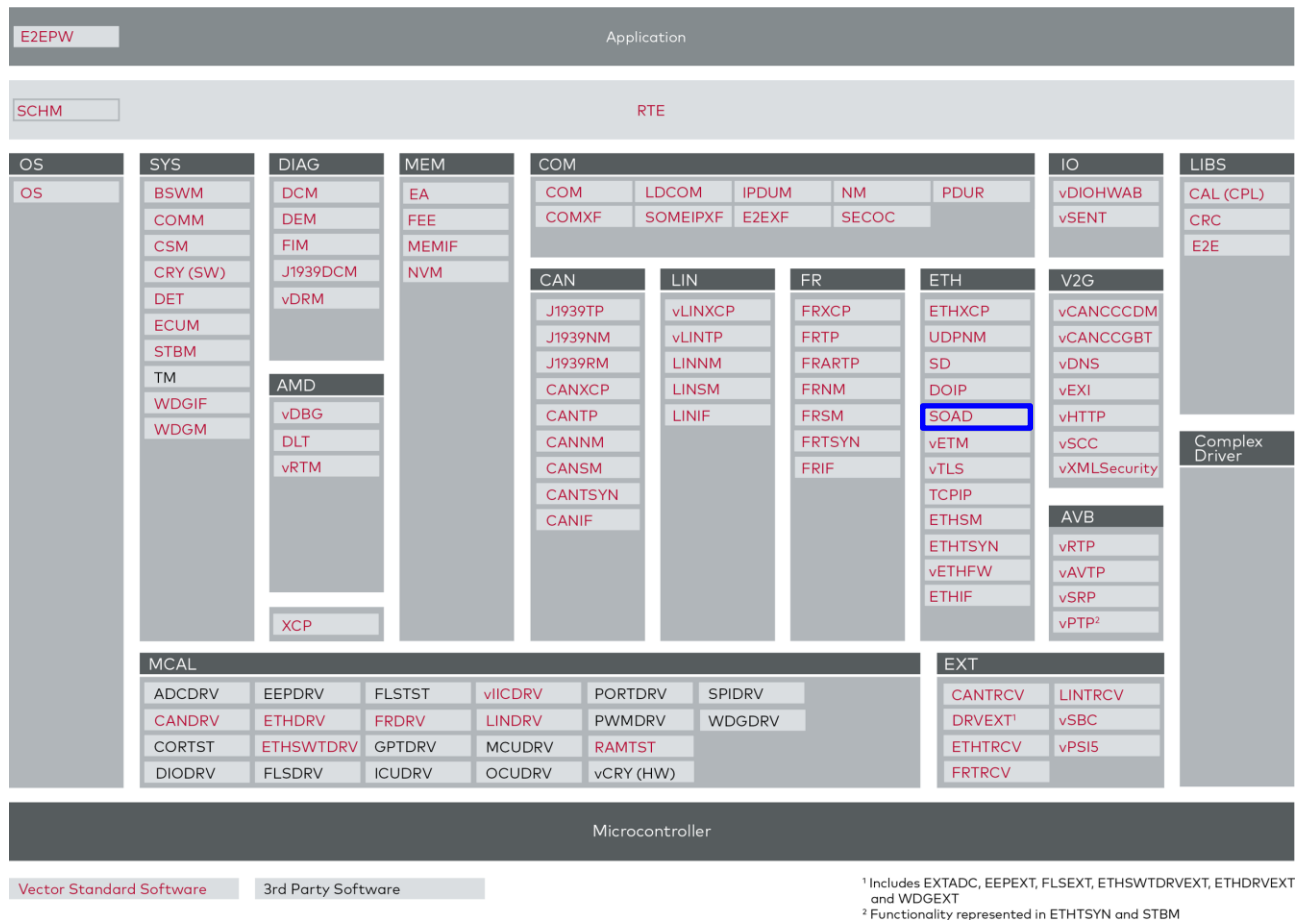 E2EPW
Application
SCHM
RTE
OS
OS
SYS
BSWM
COMM
CSM
CRY (SW)
DET
ECUM
STBM
TM
WDGIF
WDGM
DIAG
DCM
DEM
FIM
J1939DCM
vDRM
AMD
vDBG
DLT
vRTM
XCP
MEM
EA
FEE
MEMIF
NVM
COM
COM LDCOM IPDUM NM PDUR
COMXF SOMEIPXF E2EXF SECOC
CAN
J1939TP
J1939NM
J1939RM
CANXCP
CANTP
CANNM
CANSM
CANTSYN
CANIF
LIN
vLINXCP
vLINTP
LINNM
LINSM
LINIF
FR
FRXCP
FRTP
FRARTP
FRNM
FRSM
FRTSYN
FRIF
ETH
ETHXCP
UDPNM
SD
DOIP
SOAD
vETM
vTLS
TCPIP
ETHSM
ETHTSYN
vETHFW
ETHIF
IO
vDIOHWAB
vSENT
V2G
vCANCCCDM
vCANCCGBT
vDNS
vEXI
vHTTP
vSCC
vXMLSecurity
AVB
vRTP
vAVTP
vSRP
vPTP²
LIBS
CAL (CPL)
CRC
E2E
Complex
Driver
MCAL
ADCDRV EEPDRV FLSTST vIICDRV PORTDRV SPIDRV
CANDRV ETHDRV FRDRV LINDRV PWMDRV WDGDRV
CORTST ETHSWTDRV GPTDRV MCUDRV RAMTST
DIODRV FLSDRV ICUDRV OCUDRV vCRY (HW)
EXT
CANTRCV LINTRCV
DRVEXT¹ vSBC
ETHTRCV vPSI5
FRTRCV
Microcontroller
Vector Standard Software
3rd Party Software
¹ Includes EXTADC, EEPEXT, FLSEXT, ETHSWTDRVEXT, ETHDRVEXT
and WDGEXT
² Functionality represented in ETHTSYN and STBM